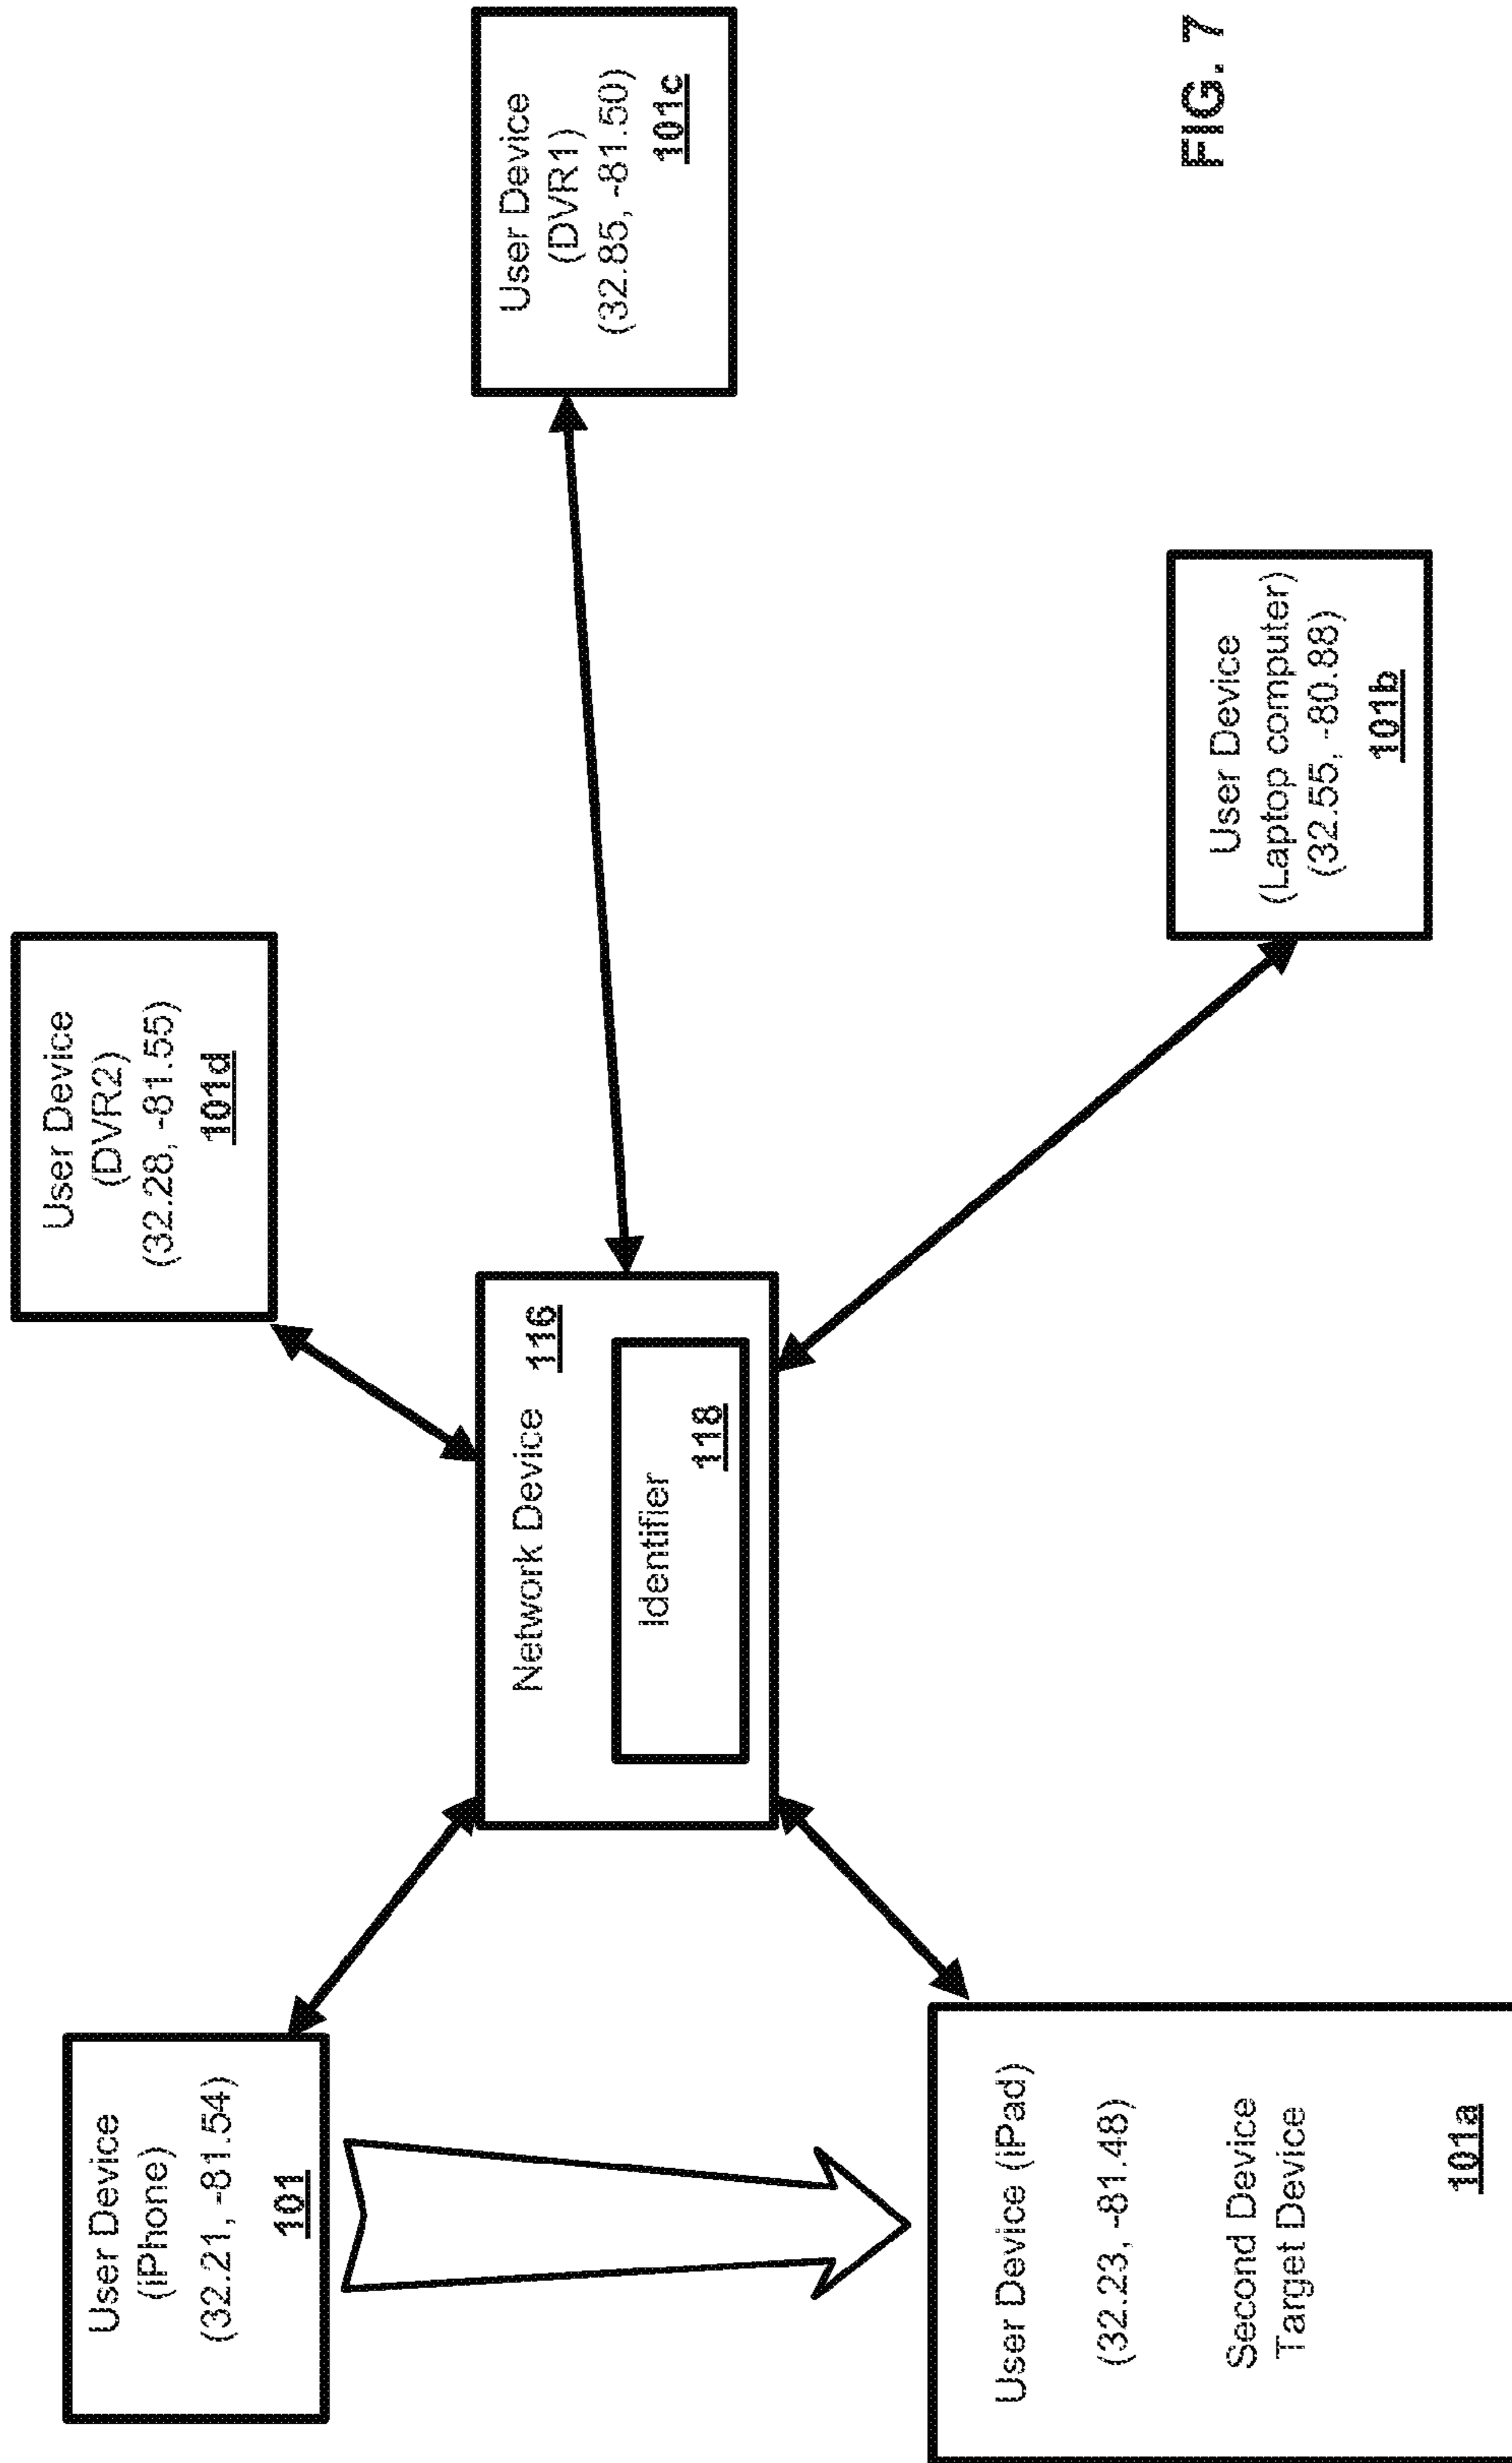 User Device
(iPhone)
(32.21, -81.54)
101
User Device
(DVR2)
(32.28, -81.55)
101d
Network Device 116
Identifier
118
User Device
(DVR1)
(32.85, -81.50)
101c
User Device (iPad)
(32.23, -81.48)
Second Device
Target Device
101a
User Device
(Laptop computer)
(32.55, -80.88)
101b
FIG. 7